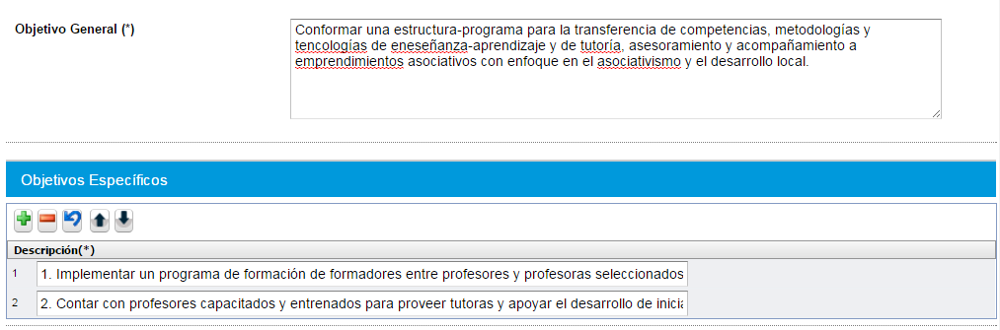 Objetivo General (*)
Conformar una estructura-programa para la transferencia de competencias, metodologías y
tencologías de eneseñanza-aprendizaje y de tutoría, asesoramiento y acompañamiento a
emprendimientos asociativos con enfoque en el asociativismo y el desarrollo local.
Objetivos Específicos
Descripción(*)
1 1. Implementar un programa de formación de formadores entre profesores y profesoras seleccionados
2 2. Contar con profesores capacitados y entrenados para proveer tutoras y apoyar el desarrollo de inicia